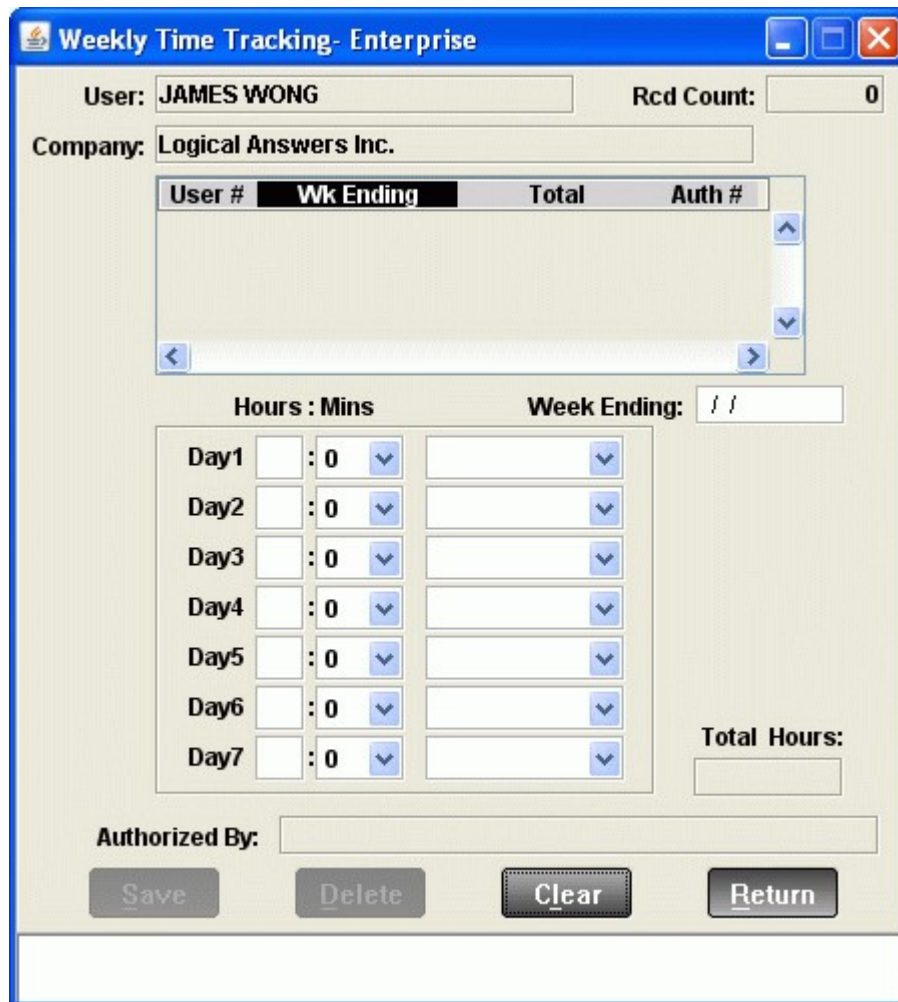 Weekly Time Tracking- Enterprise
User: JAMES WONG Rcd Count: 0
Company: Logical Answers Inc.
User # Wk Ending Total Auth #
Hours : Mins Week Ending: / /
Day1 : 0
Day2 : 0
Day3 : 0
Day4 : 0
Day5 : 0
Day6 : 0
Day7 : 0
Total Hours:
Authorized By:
Save Delete Clear Return